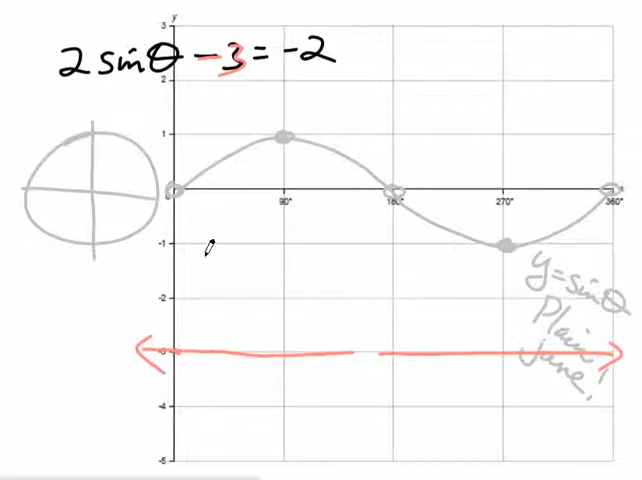 y
3
2 sinθ - 3 = -2
2
1
x
90°
180°
270°
360°
-1
y = sinθ
Plain
Jane!
-2
-3
-4
-5